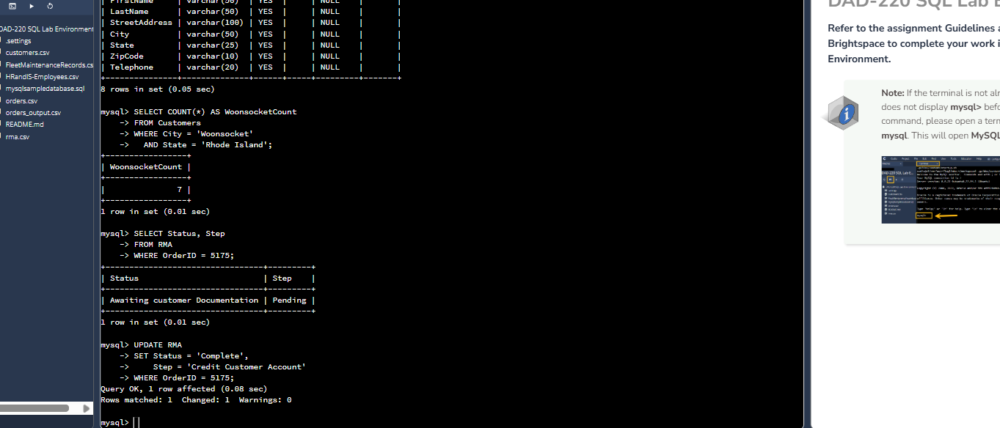 DAD-220 SQL Lab Environment
.settings
customers.csv
FleetMaintenanceRecords.cs
HRandIS-Employees.csv
mysqlsampledatabase.sql
orders.csv
orders_output.csv
README.md
rma.csv
| FirstName | varchar(50) | YES | | NULL | |
| LastName | varchar(50) | YES | | NULL | |
| StreetAddress | varchar(100) | YES | | NULL | |
| City | varchar(50) | YES | | NULL | |
| State | varchar(25) | YES | | NULL | |
| ZipCode | varchar(10) | YES | | NULL | |
| Telephone | varchar(20) | YES | | NULL | |
+---------------+--------------+------+-----+---------+-------+
8 rows in set (0.05 sec)
mysql> SELECT COUNT(*) AS WoonsocketCount
-> FROM Customers
-> WHERE City = 'Woonsocket'
-> AND State = 'Rhode Island';
+-----------------+
| WoonsocketCount |
+-----------------+
| 7 |
+-----------------+
1 row in set (0.01 sec)
mysql> SELECT Status, Step
-> FROM RMA
-> WHERE OrderID = 5175;
+---------------------------------+---------+
| Status | Step |
+---------------------------------+---------+
| Awaiting customer Documentation | Pending |
+---------------------------------+---------+
1 row in set (0.01 sec)
mysql> UPDATE RMA
-> SET Status = 'Complete',
-> Step = 'Credit Customer Account'
-> WHERE OrderID = 5175;
Query OK, 1 row affected (0.08 sec)
Rows matched: 1 Changed: 1 Warnings: 0
mysql>
DAD-220 SQL Lab E
Refer to the assignment Guidelines a
Brightspace to complete your work i
Environment.
Note: If the terminal is not alr
does not display mysql> befo
command, please open a tern
mysql. This will open MySQL